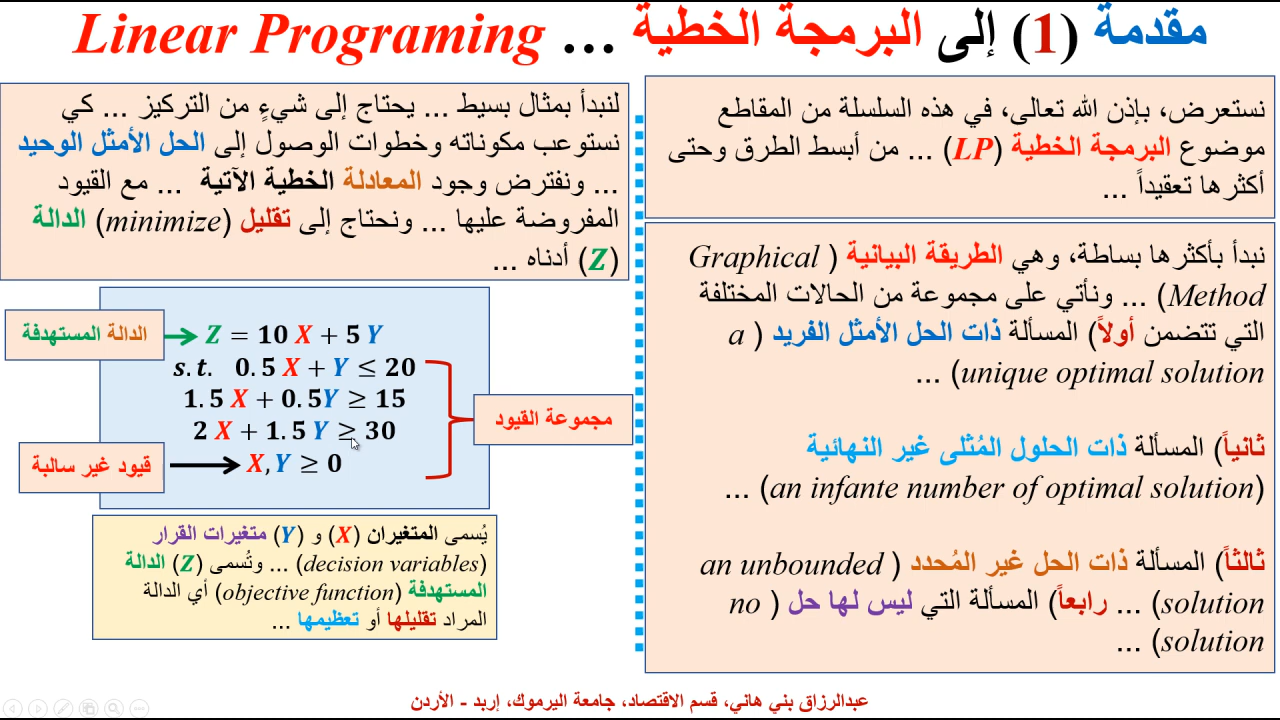 مقدمة (1) إلى البرمجة الخطية ... Linear Programing
نستعرض، بإذن الله تعالى، في هذه السلسلة من المقاطع
موضوع البرمجة الخطية (LP) ... من أبسط الطرق وحتى
أكثرها تعقيداً ...
نبدأ بأكثرها بساطة، وهي الطريقة البيانية (Graphical
Method) ... ونأتي على مجموعة من الحالات المختلفة
التي تتضمن أولاً) المسألة ذات الحل الأمثل الفريد (a
unique optimal solution) ...
ثانياً) المسألة ذات الحلول المُثلى غير النهائية
(an infante number of optimal solution) ...
ثالثاً) المسألة ذات الحل غير المُحدد (an unbounded
solution) ... رابعاً) المسألة التي ليس لها حل (no
solution) ...
لنبدأ بمثال بسيط ... يحتاج إلى شيءٍ من التركيز ... كي
نستوعب مكوناته وخطوات الوصول إلى الحل الأمثل الوحيد
... ونفترض وجود المعادلة الخطية الآتية ... مع القيود
المفروضة عليها ... ونحتاج إلى تقليل (minimize) الدالة
(Z) أدناه ...
الدالة المستهدفة
Z = 10 X + 5 Y
s.t. 0.5 X + Y ≤ 20
1.5 X + 0.5Y ≥ 15
2 X + 1.5 Y ≥ 30
X, Y ≥ 0
مجموعة القيود
قيود غير سالبة
يُسمى المتغيران (X) و (Y) متغيرات القرار
(decision variables) ... وتُسمى (Z) الدالة
المستهدفة (objective function) أي الدالة
المراد تقليلها أو تعظيمها ...
عبدالرزاق بني هاني، قسم الاقتصاد، جامعة اليرموك، إربد - الأردن